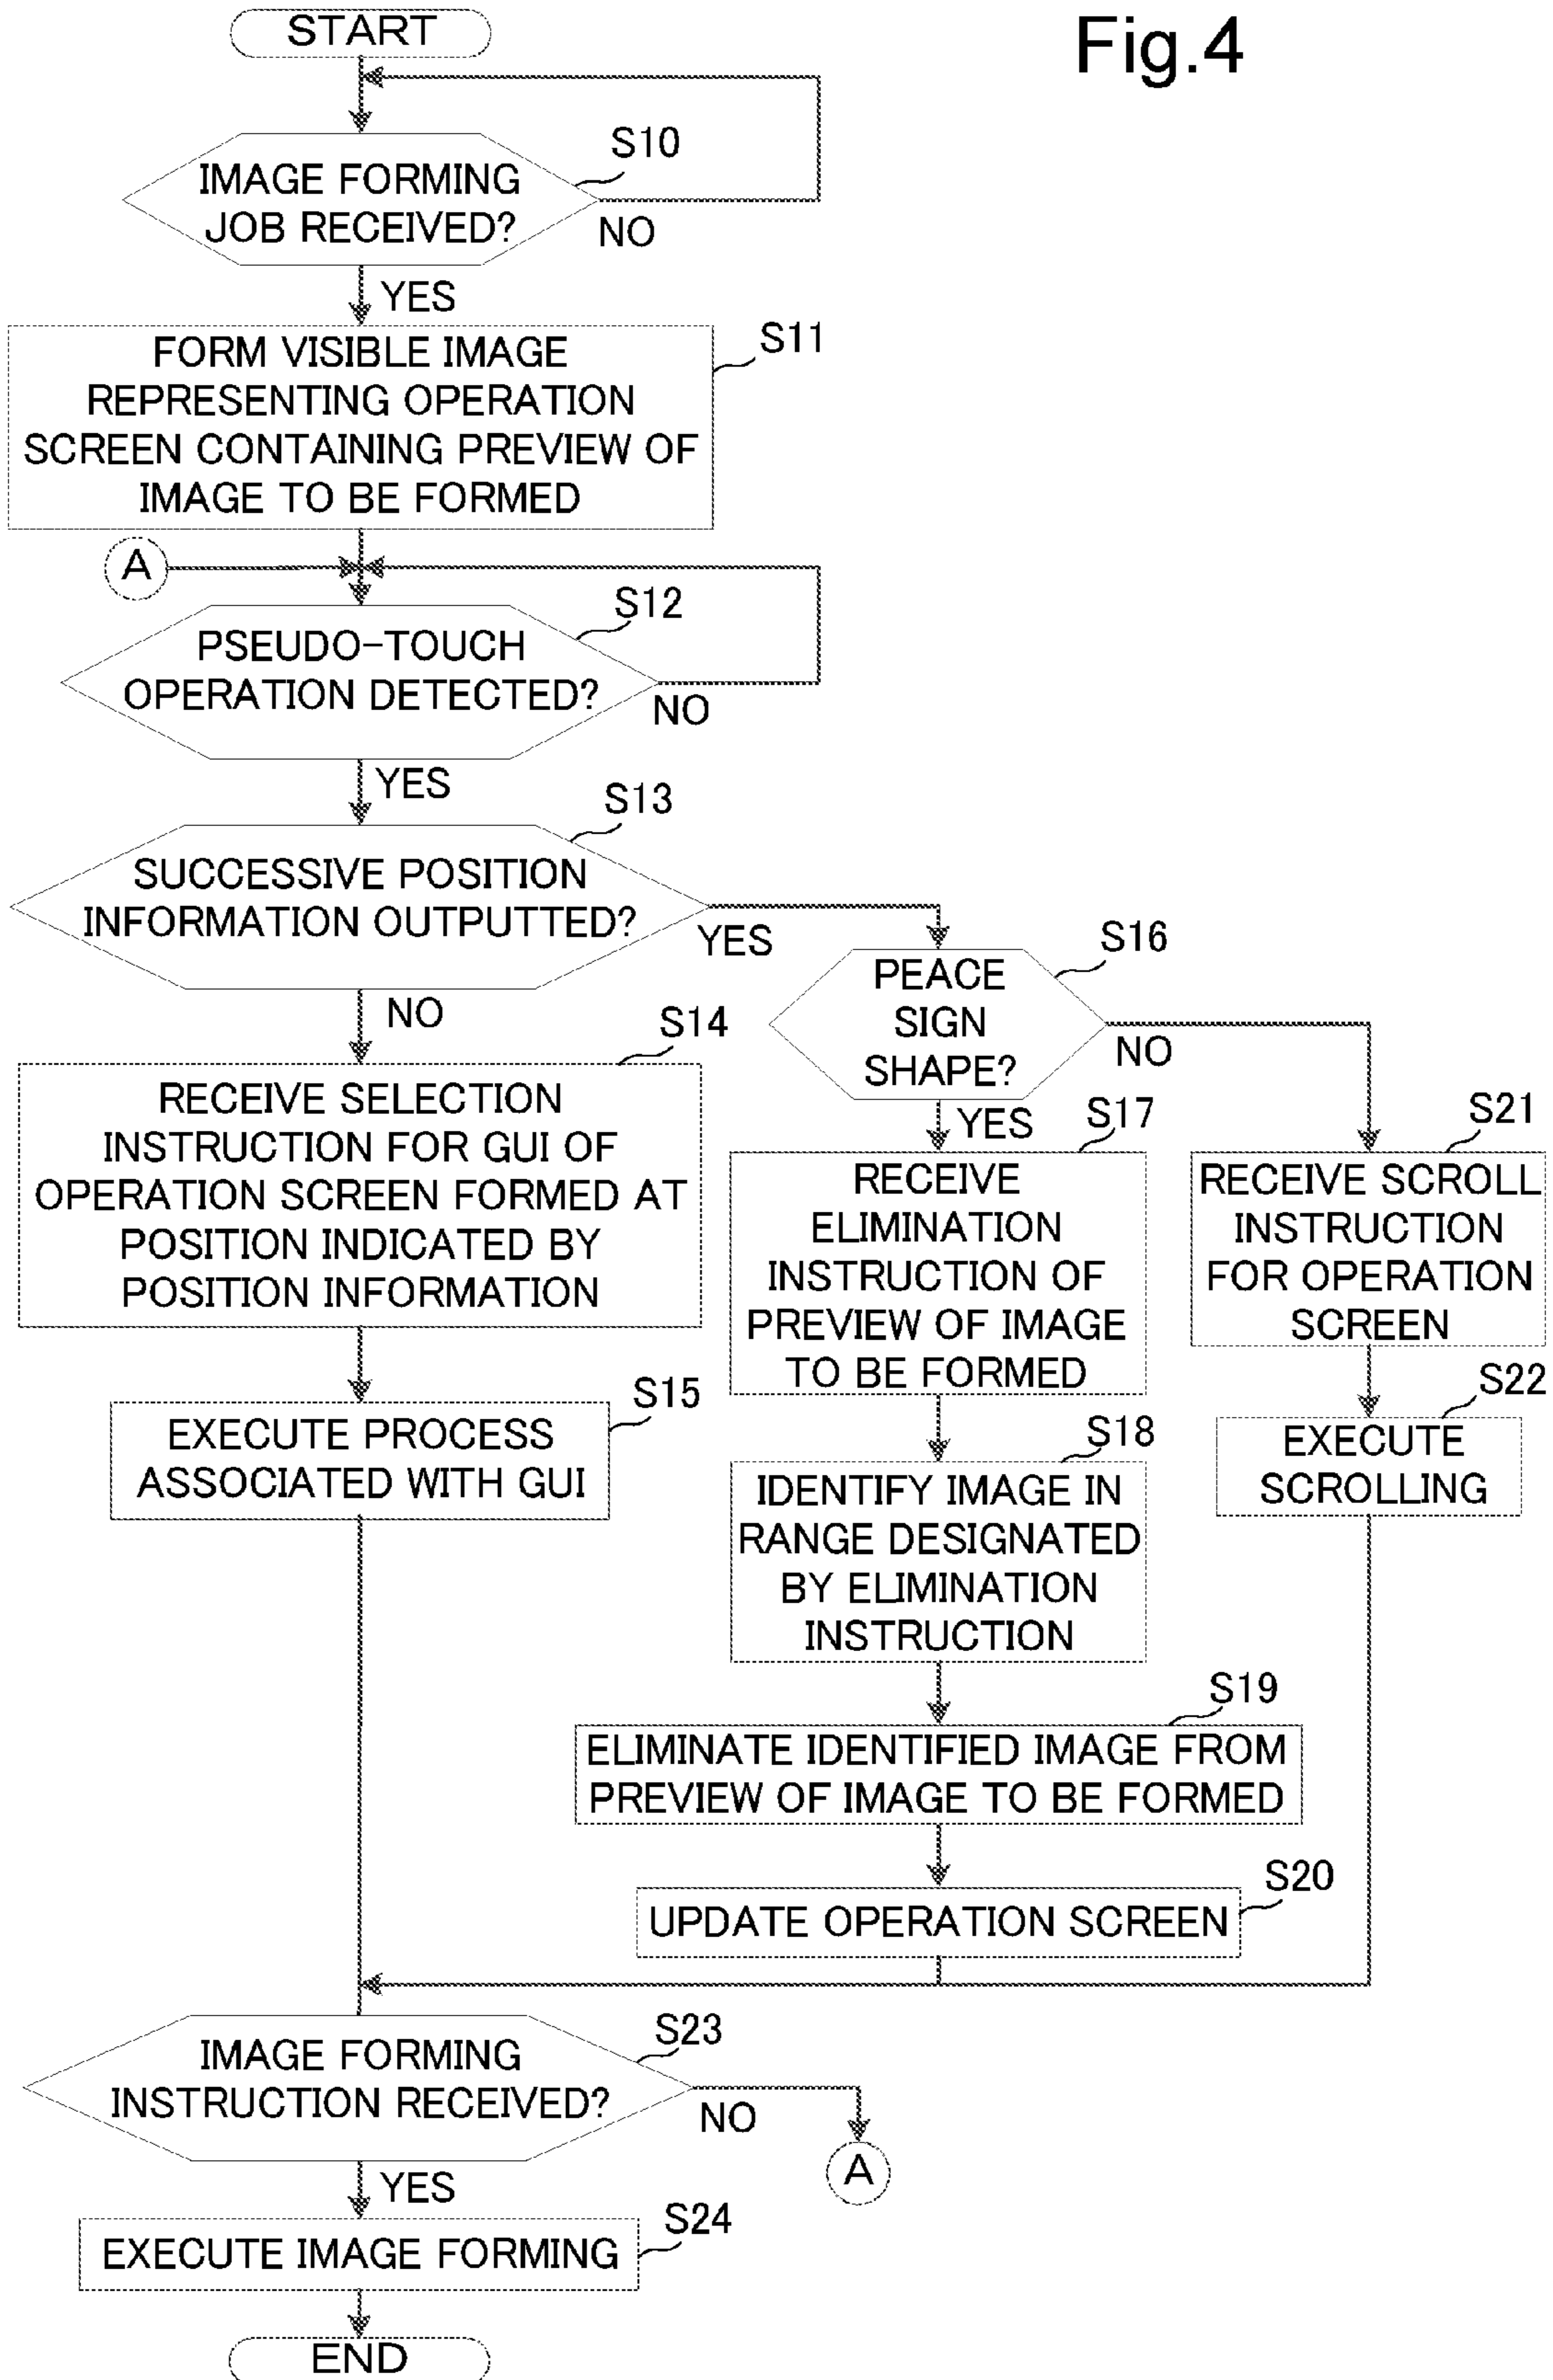 Fig.4
START
S10
IMAGE FORMING
JOB RECEIVED?
NO
YES
S11
FORM VISIBLE IMAGE
REPRESENTING OPERATION
SCREEN CONTAINING PREVIEW OF
IMAGE TO BE FORMED
A
S12
PSEUDO-TOUCH
OPERATION DETECTED?
NO
YES
S13
SUCCESSIVE POSITION
INFORMATION OUTPUTTED?
YES
NO
S14
RECEIVE SELECTION
INSTRUCTION FOR GUI OF
OPERATION SCREEN FORMED AT
POSITION INDICATED BY
POSITION INFORMATION
S15
EXECUTE PROCESS
ASSOCIATED WITH GUI
S16
PEACE
SIGN
SHAPE?
NO
YES
S17
RECEIVE
ELIMINATION
INSTRUCTION OF
PREVIEW OF IMAGE
TO BE FORMED
S18
IDENTIFY IMAGE IN
RANGE DESIGNATED
BY ELIMINATION
INSTRUCTION
S19
ELIMINATE IDENTIFIED IMAGE FROM
PREVIEW OF IMAGE TO BE FORMED
S20
UPDATE OPERATION SCREEN
S21
RECEIVE SCROLL
INSTRUCTION
FOR OPERATION
SCREEN
S22
EXECUTE
SCROLLING
S23
IMAGE FORMING
INSTRUCTION RECEIVED?
NO
A
YES
S24
EXECUTE IMAGE FORMING
END